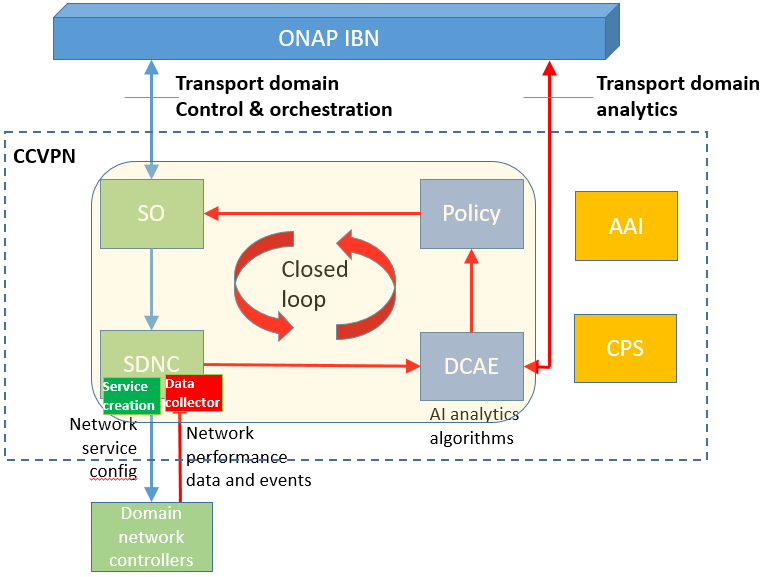 ONAP IBN
Transport domain
Control & orchestration
Transport domain
analytics
CCVPN
SO
Policy
AAI
Closed
loop
SDNC
DCAE
CPS
Service
creation
Data
collector
AI analytics
algorithms
Network
service
config
Network
performance
data and events
Domain
network
controllers